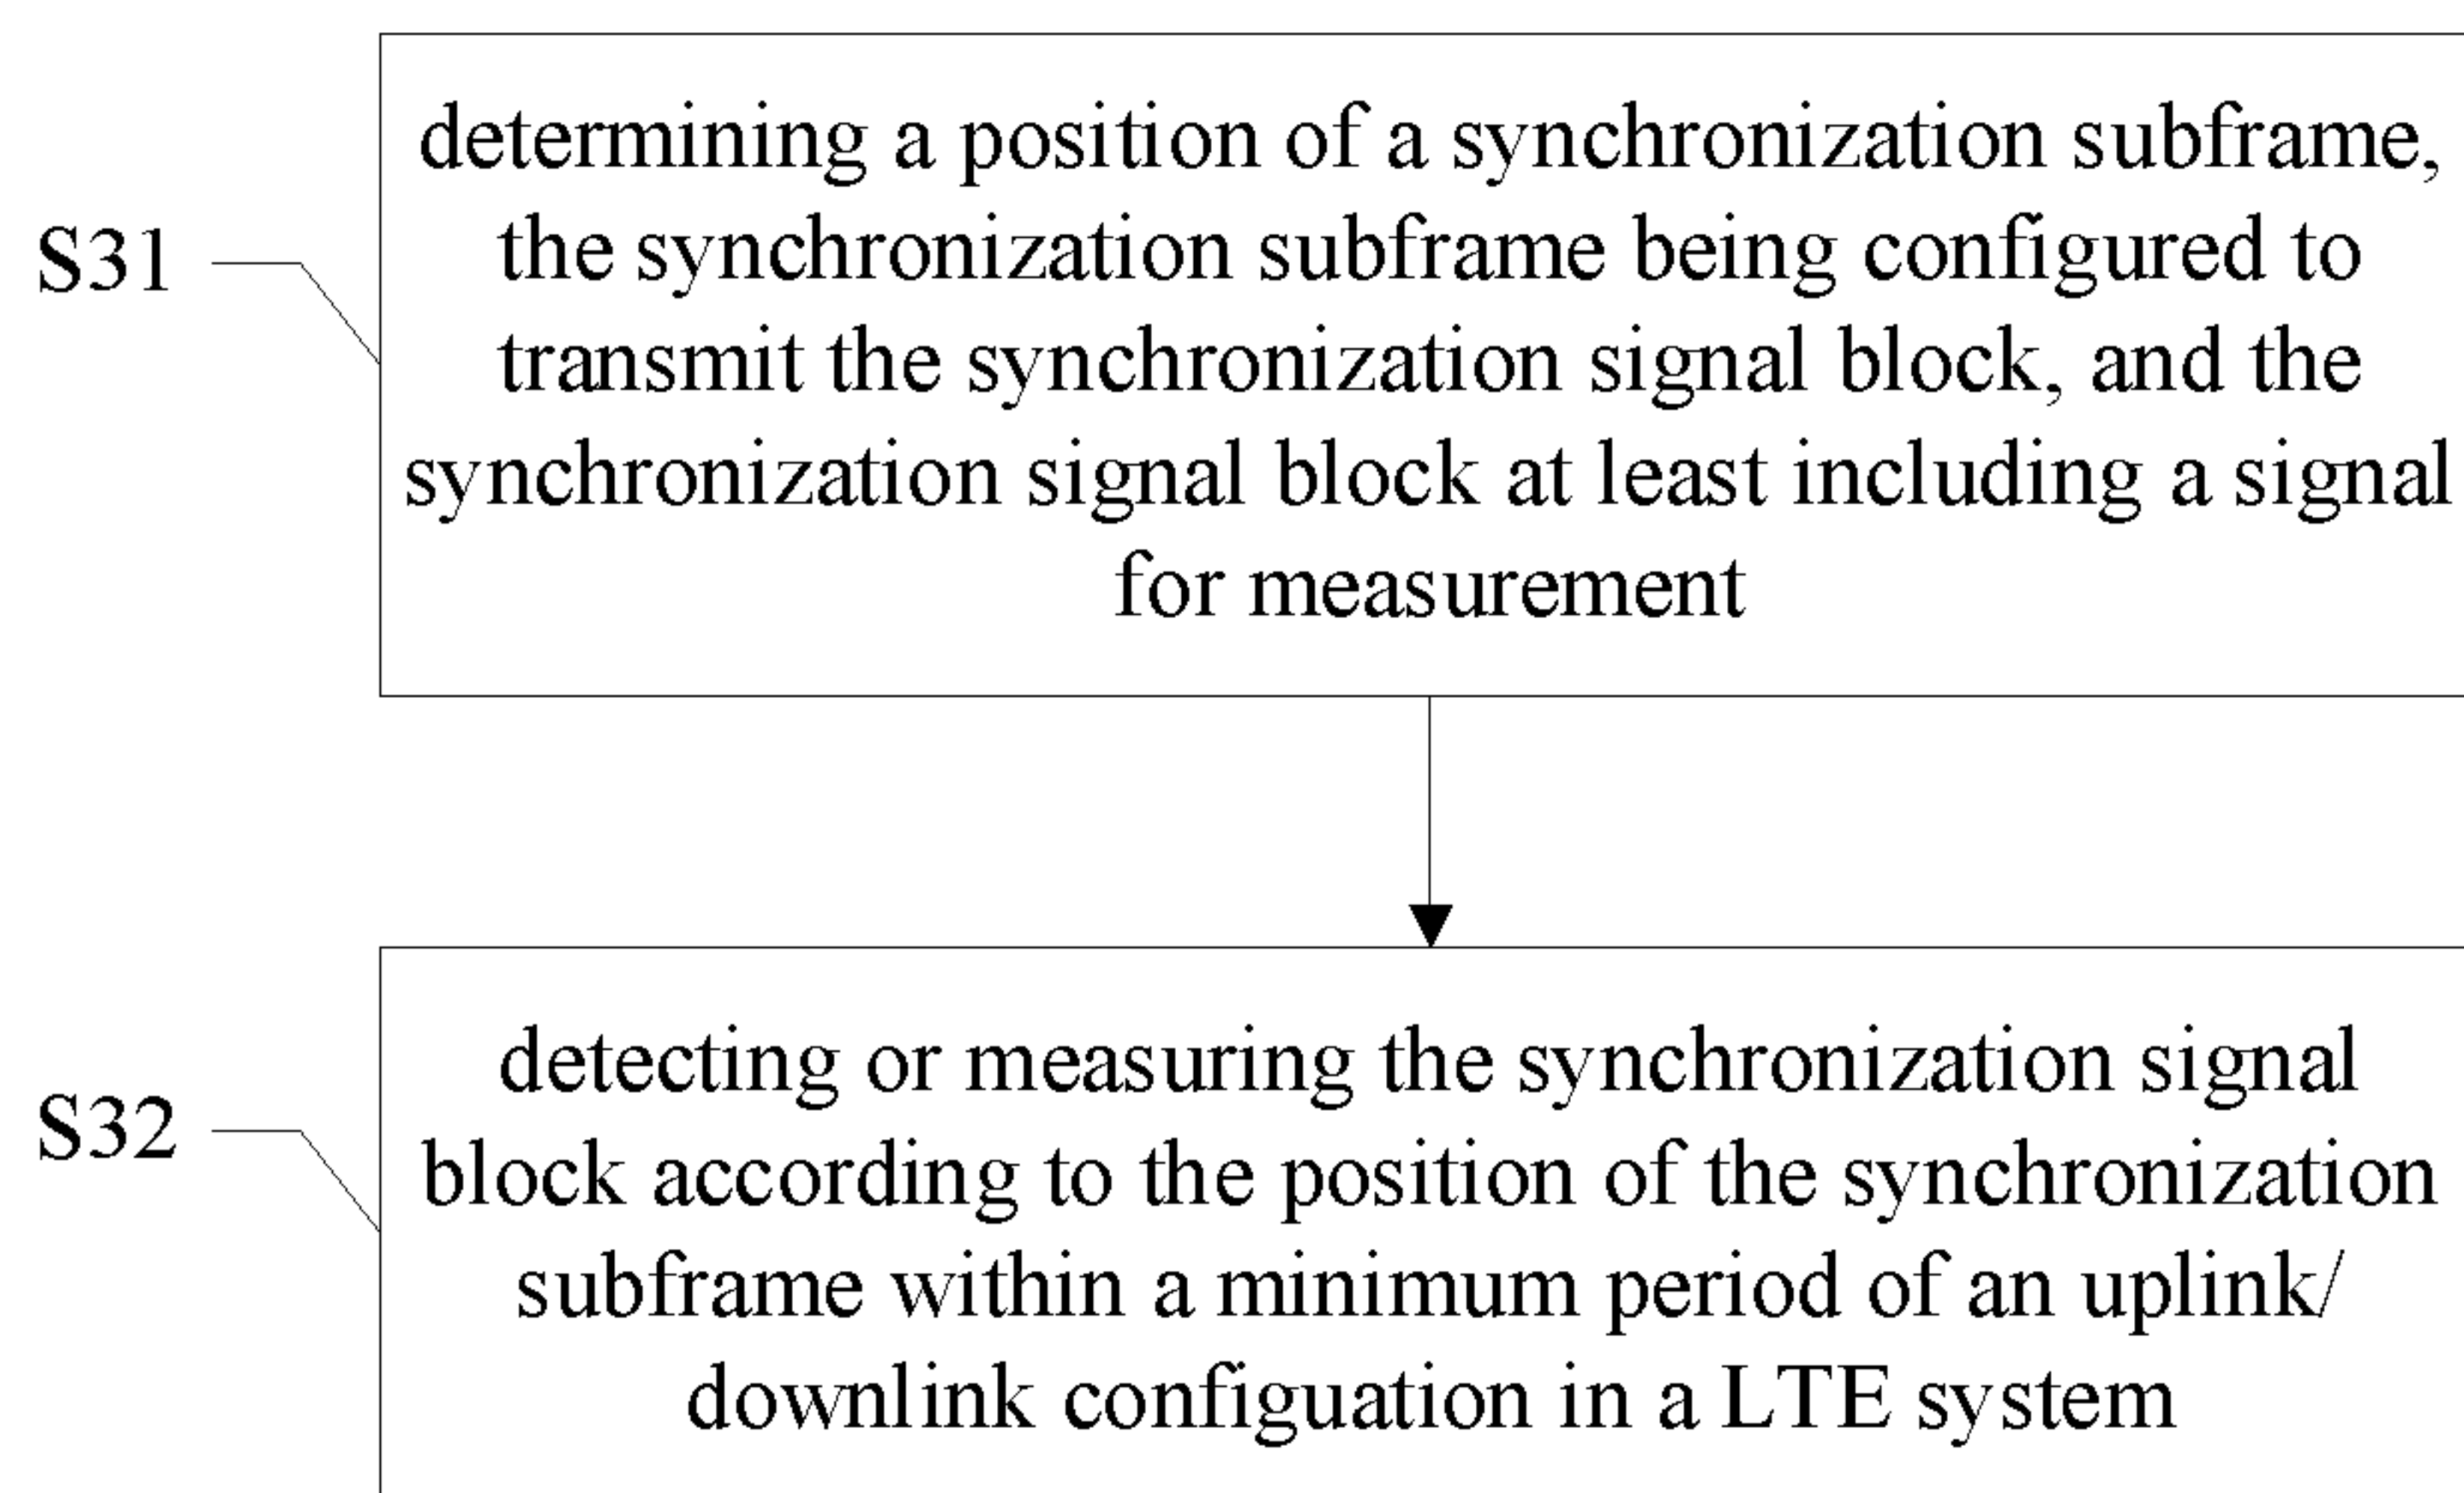 determining a position of a synchronization subframe,
the synchronization subframe being configured to
S31
transmit the synchronization signal block, and the
synchronization signal block at least including a signal
for measurement
detecting or measuring the synchronization signal
S32
block according to the position of the synchronization
subframe within a minimum period of an uplink/
downlink configuation in a LTE system